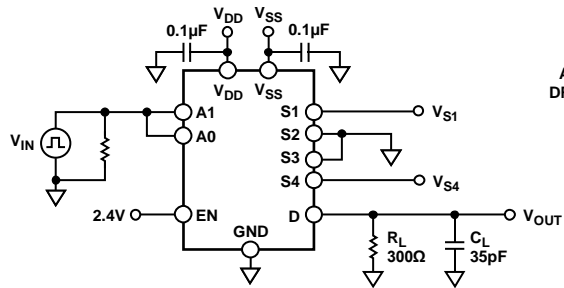 V_DD V_SS
0.1µF 0.1µF
V_DD V_SS
A
DR
V_IN
A1
A0
2.4V
EN
GND
S1
S2
S3
S4
D
V_S1
V_S4
V_OUT
R_L
300Ω
C_L
35pF